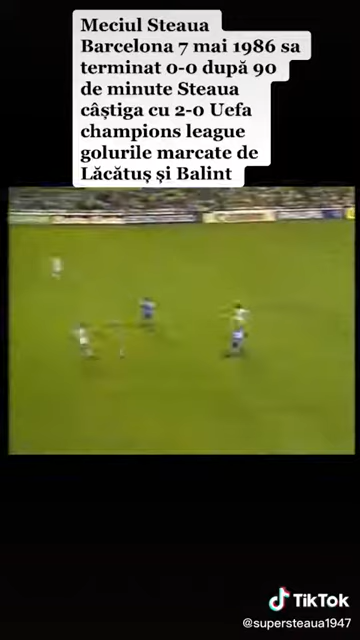 Meciul Steaua
Barcelona 7 mai 1986 sa
terminat 0-0 după 90
de minute Steaua
câștiga cu 2-0 Uefa
champions league
golurile marcate de
Lăcătuș și Balint
TikTok
@supersteaua1947